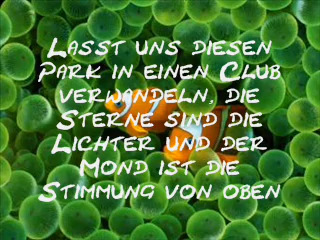 Lasst uns diesen
Park in einen Club
verwandeln, die
Sterne sind die
Lichter und der
Mond ist die
Stimmung von oben